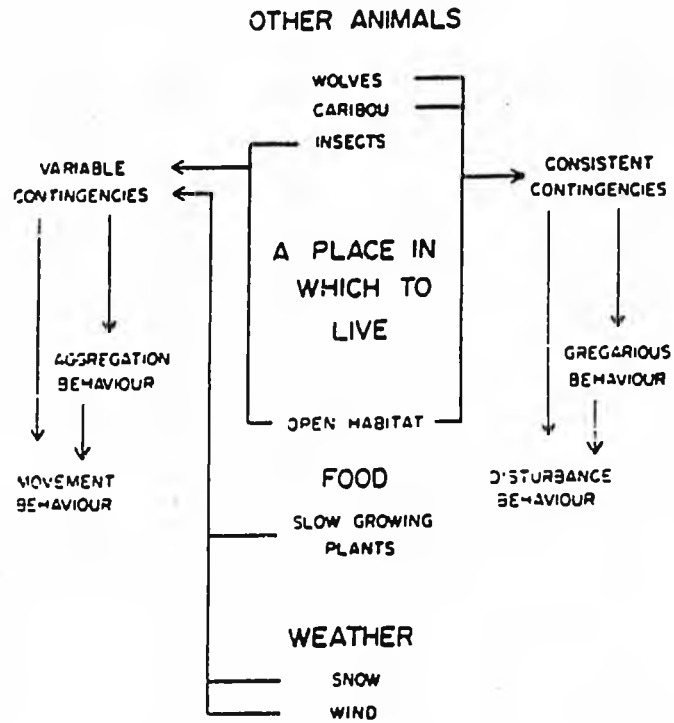 OTHER ANIMALS
WOLVES
CARIBOU
INSECTS
VARIABLE
CONTINGENCIES
CONSISTENT
CONTINGENCIES
A PLACE IN
WHICH TO
LIVE
AGGREGATION
BEHAVIOUR
GREGARIOUS
BEHAVIOUR
OPEN HABITAT
MOVEMENT
BEHAVIOUR
FOOD
DISTURBANCE
BEHAVIOUR
SLOW GROWING
PLANTS
WEATHER
SNOW
WIND